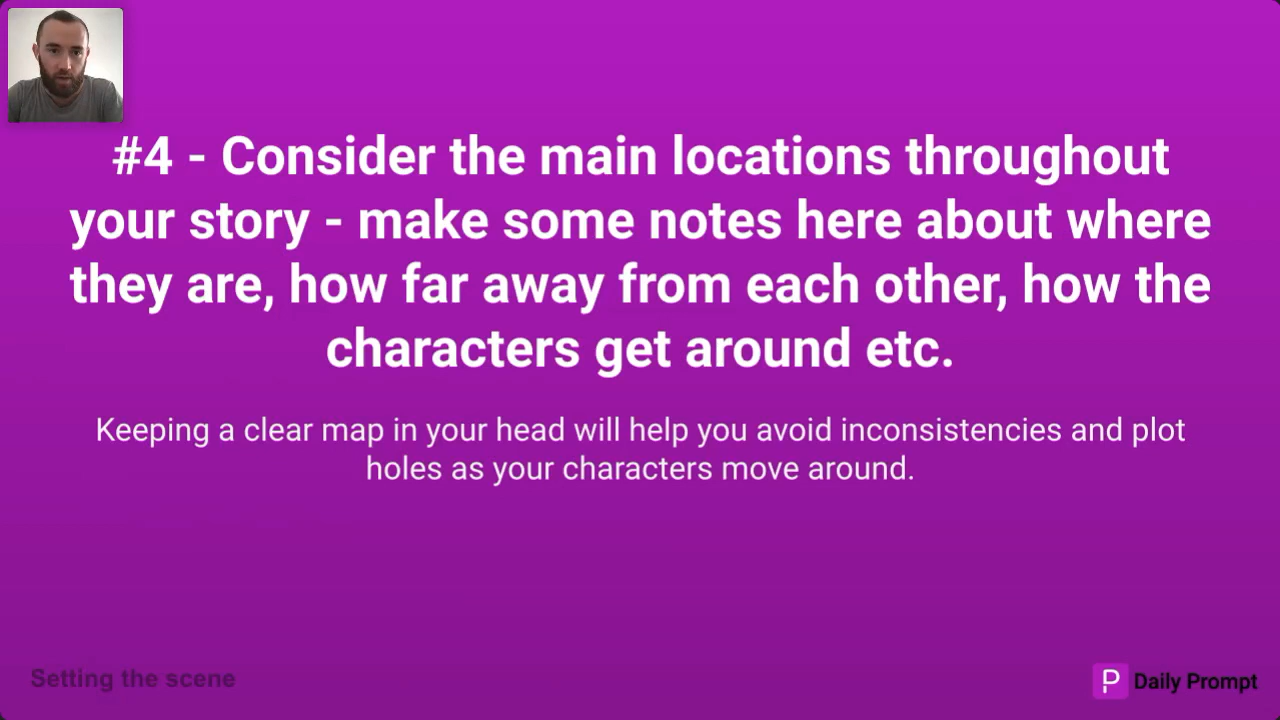 #4 - Consider the main locations throughout
your story - make some notes here about where
they are, how far away from each other, how the
characters get around etc.
Keeping a clear map in your head will help you avoid inconsistencies and plot
holes as your characters move around.
Setting the scene
Daily Prompt